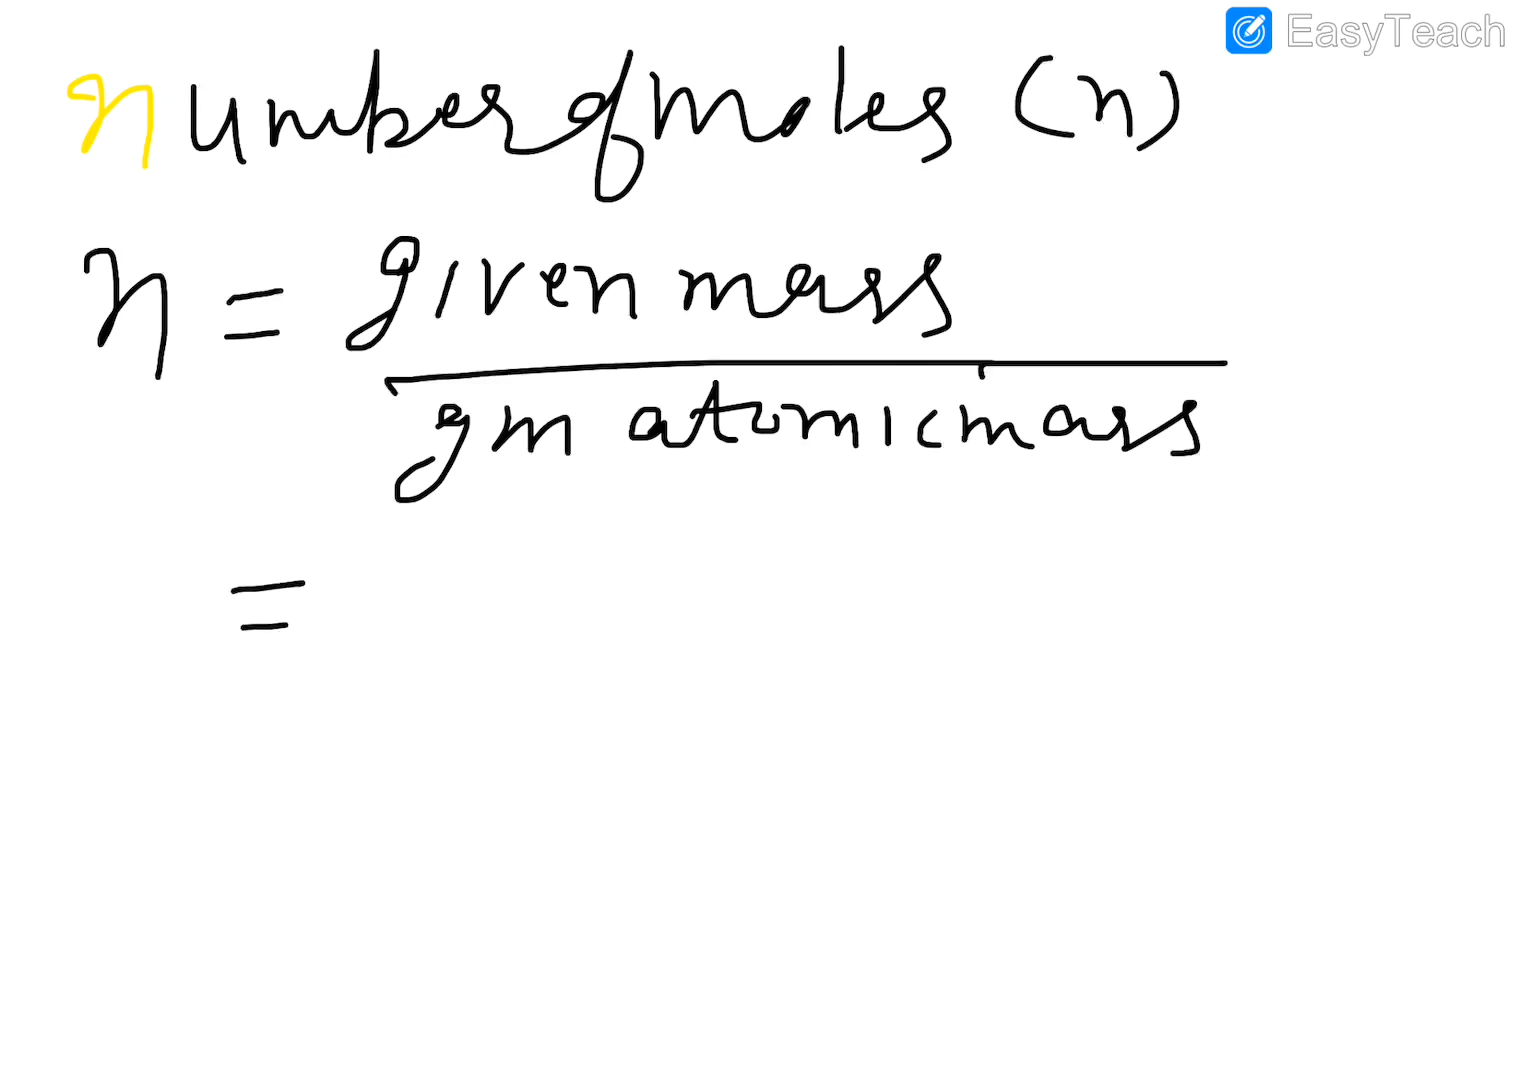 EasyTeach
number of moles (n)
n = given mass
gm atomic mass
=